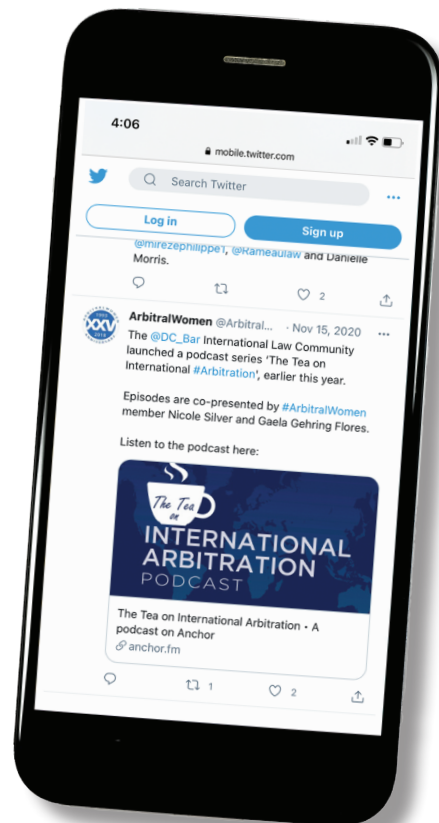 4:06
mobile.twitter.com
Search Twitter
Log in
Sign up
@mirezephilippe1, @Rameaulaw and Danielle
Morris.
2
ArbitralWomen @Arbitral... · Nov 15, 2020
The @DC_Bar International Law Community
launched a podcast series 'The Tea on
International #Arbitration', earlier this year.
Episodes are co-presented by #ArbitralWomen
member Nicole Silver and Gaela Gehring Flores.
Listen to the podcast here:
The Tea
on
INTERNATIONAL
ARBITRATION
PODCAST
The Tea on International Arbitration • A
podcast on Anchor
anchor.fm
1
2
XXV